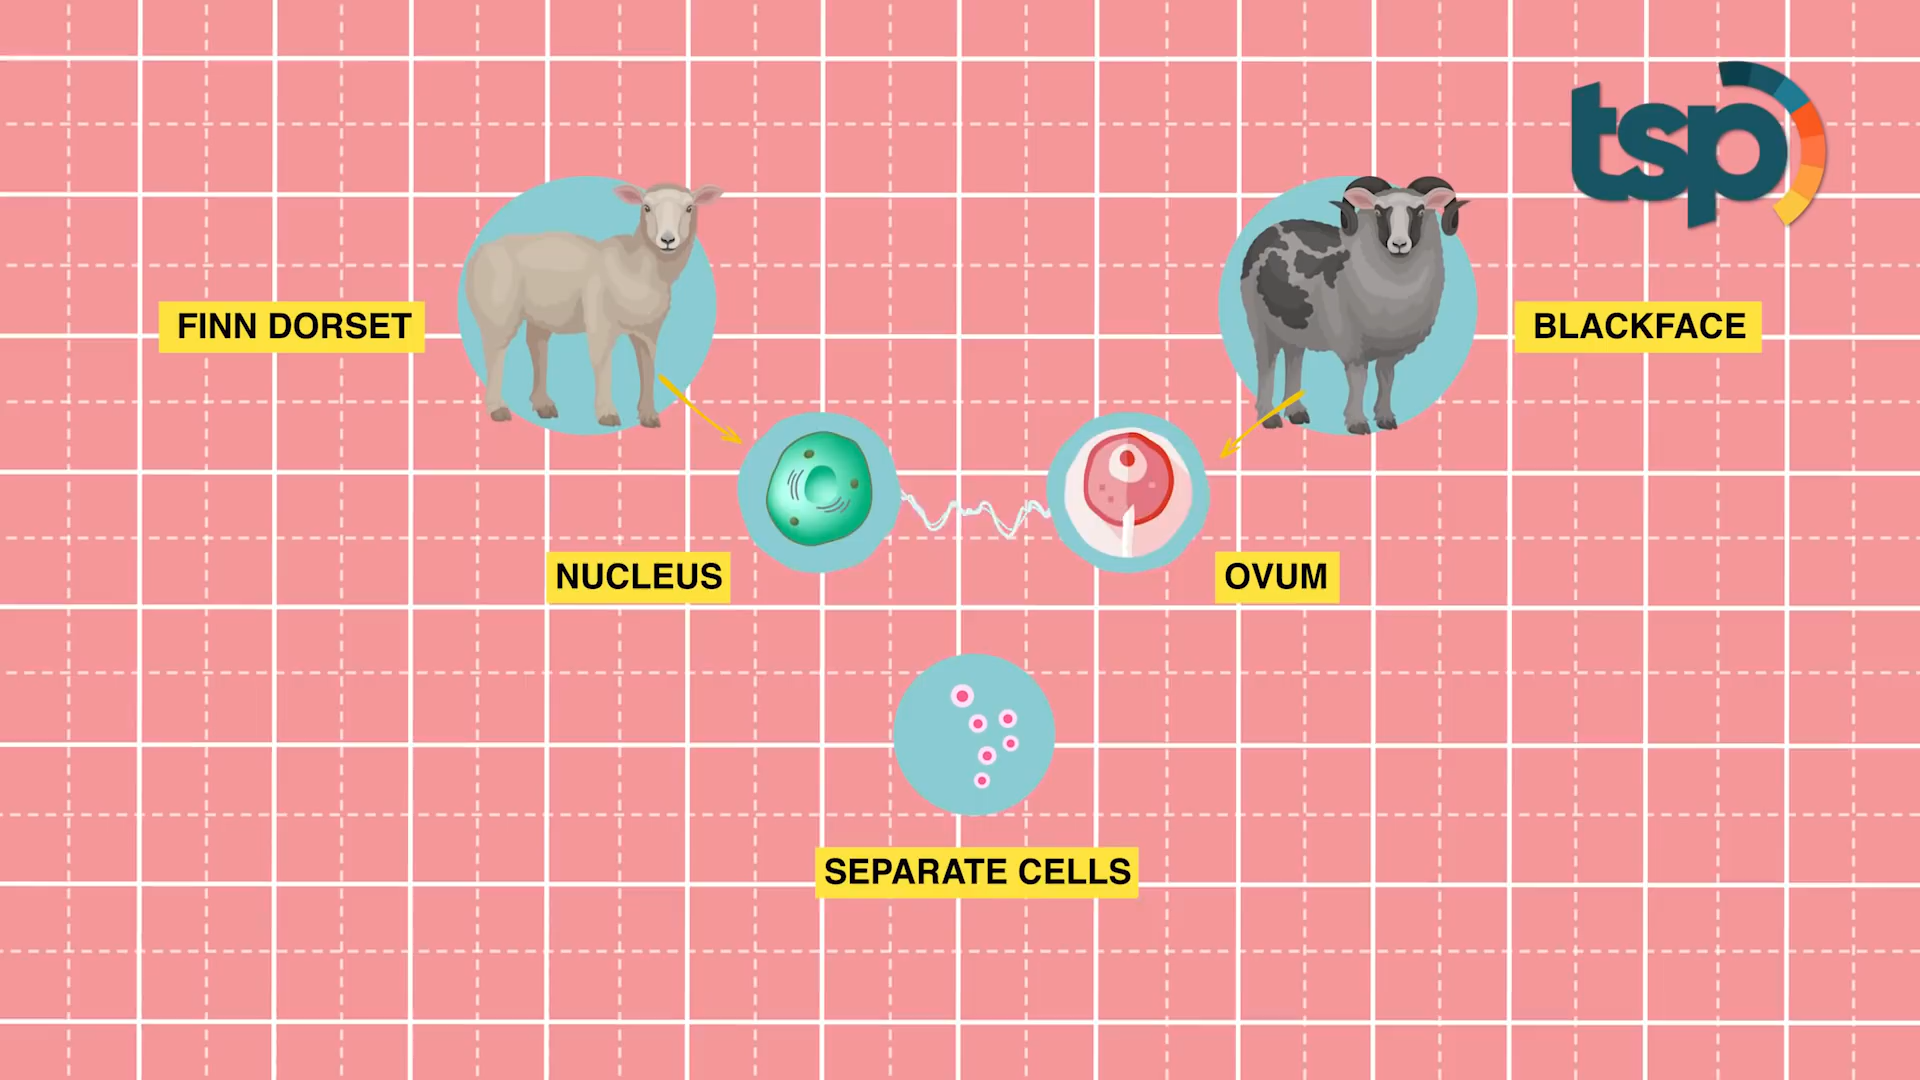 tsp
FINN DORSET
BLACKFACE
NUCLEUS
OVUM
SEPARATE CELLS